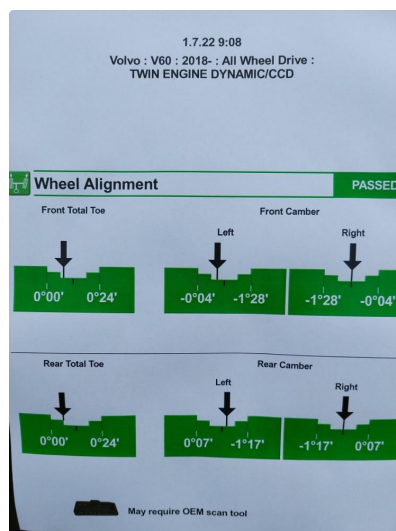 1.7.22 9:08
Volvo : V60 : 2018- : All Wheel Drive :
TWIN ENGINE DYNAMIC/CCD
Wheel Alignment PASSED
Front Total Toe Front Camber
Left Right
0°00' 0°24' -0°04' -1°28' -1°28' -0°04'
Rear Total Toe Rear Camber
Left Right
0°00' 0°24' 0°07' -1°17' -1°17' 0°07'
May require OEM scan tool